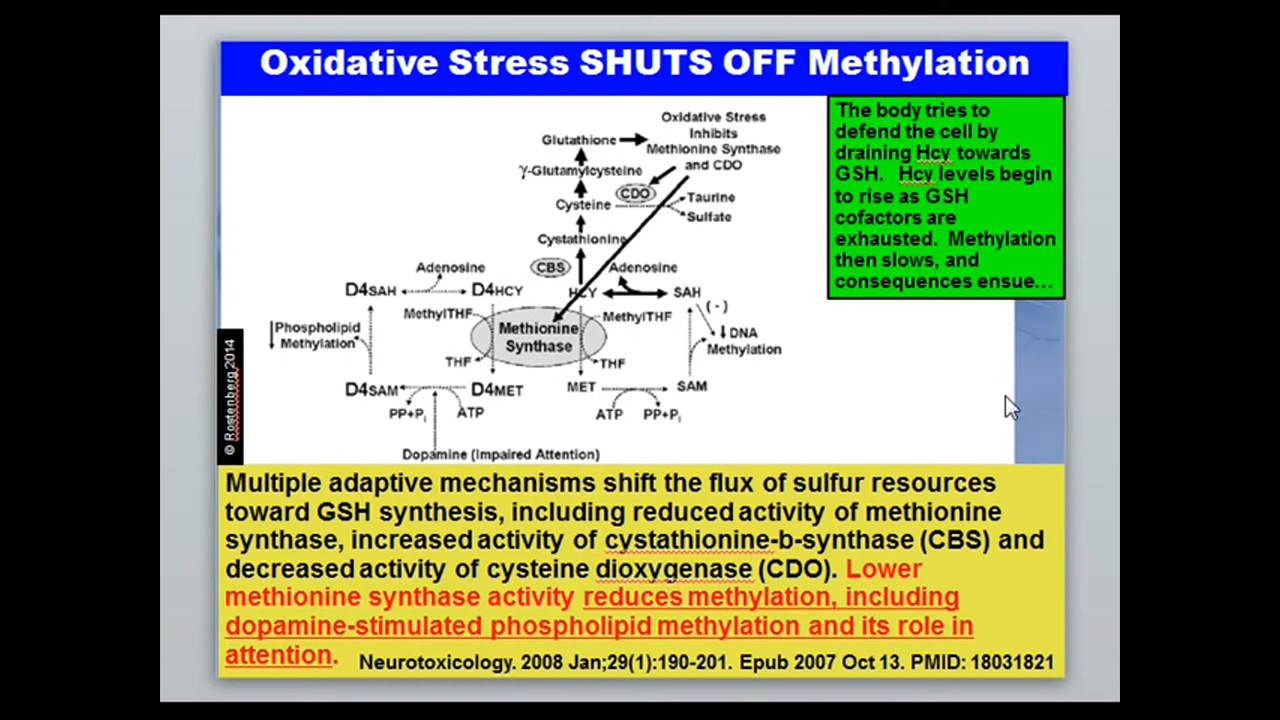 Oxidative Stress SHUTS OFF Methylation
The body tries to
defend the cell by
draining Hcy towards
GSH. Hcy levels begin
to rise as GSH
cofactors are
exhausted. Methylation
then slows, and
consequences ensue…
Oxidative Stress
Inhibits
Methionine Synthase
and CDO
Glutathione
γ-Glutamylcysteine
CDO
Cysteine
Taurine
Sulfate
Cystathionine
Adenosine
CBS
Adenosine
D4SAH
D4HCY
HCY
SAH
MethylTHF
MethylTHF
(-)
Phospholipid
Methylation
Methionine
Synthase
↓ DNA
Methylation
THF
THF
D4SAM
D4MET
MET
SAM
PP+Pi
ATP
ATP
PP+Pi
Dopamine (Impaired Attention)
© Rostenberg 2014
Multiple adaptive mechanisms shift the flux of sulfur resources
toward GSH synthesis, including reduced activity of methionine
synthase, increased activity of cystathionine-b-synthase (CBS) and
decreased activity of cysteine dioxygenase (CDO). Lower
methionine synthase activity reduces methylation, including
dopamine-stimulated phospholipid methylation and its role in
attention. Neurotoxicology. 2008 Jan;29(1):190-201. Epub 2007 Oct 13. PMID: 18031821